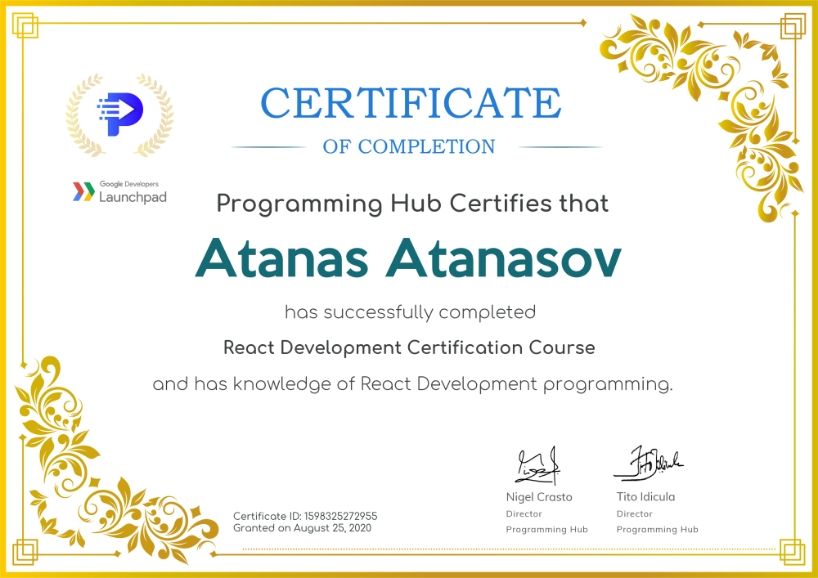 CERTIFICATE
OF COMPLETION
Google Developers
Launchpad
Programming Hub Certifies that
Atanas Atanasov
has successfully completed
React Development Certification Course
and has knowledge of React Development programming.
Nigel Crasto
Director
Programming Hub
Tito Idicula
Director
Programming Hub
Certificate ID: 1598325272955
Granted on August 25, 2020